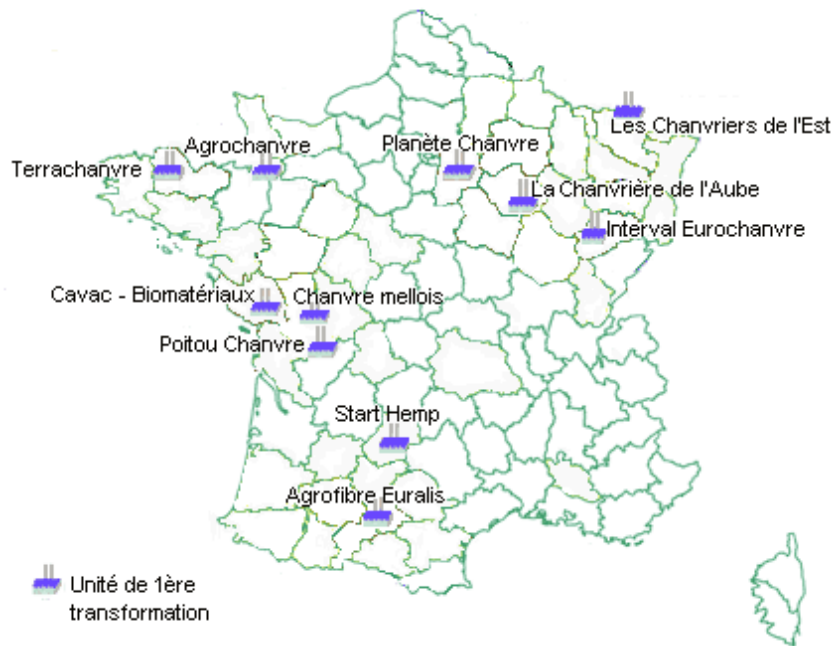 Les Chanvriers de l'Est
Agrochanvre
Planète Chanvre
Terrachanvre
La Chanvrière de l'Aube
Interval Eurochanvre
Cavac - Biomatériaux
Chanvre mellois
Poitou Chanvre
Start Hemp
Agrofibre Euralis
Unité de 1ère
transformation